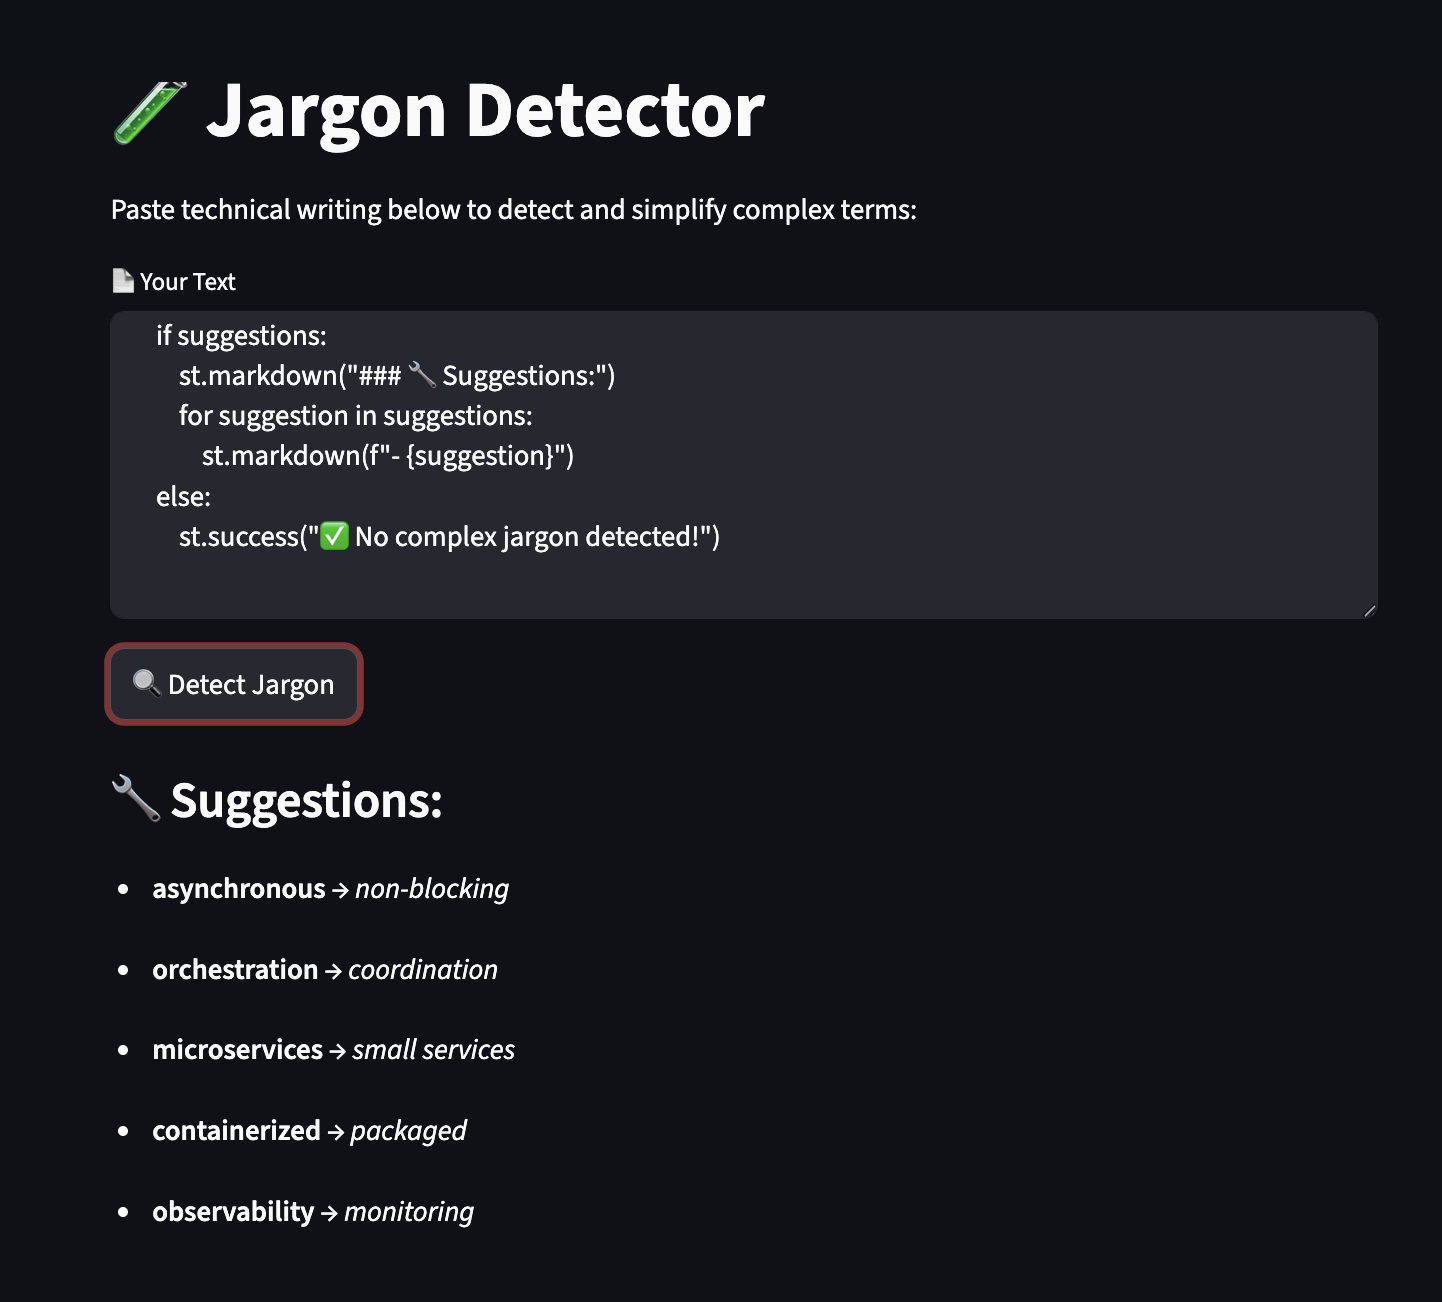 🧪 Jargon Detector
Paste technical writing below to detect and simplify complex terms:
📄 Your Text
if suggestions:
st.markdown("### 🔧 Suggestions:")
for suggestion in suggestions:
st.markdown(f"- {suggestion}")
else:
st.success("✅ No complex jargon detected!")
🔍 Detect Jargon
🔧 Suggestions:
• asynchronous → non-blocking
• orchestration → coordination
• microservices → small services
• containerized → packaged
• observability → monitoring